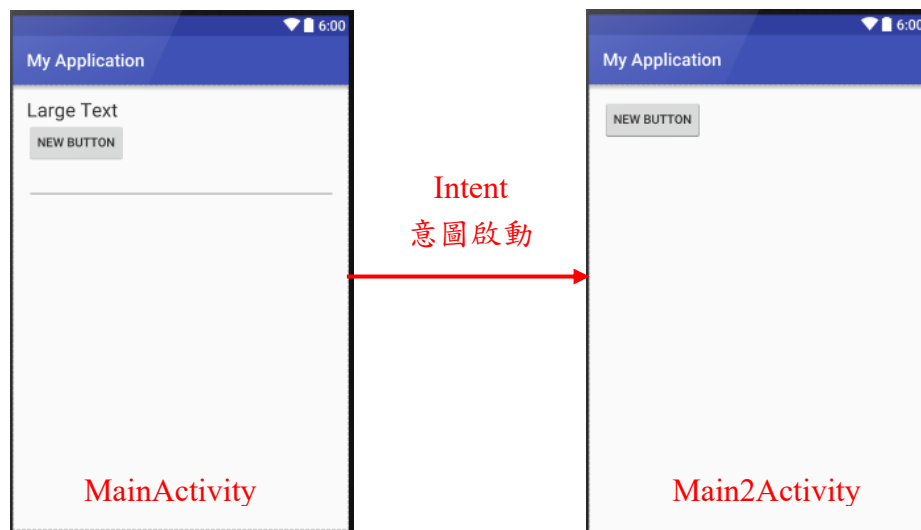 6:00
My Application
Large Text
NEW BUTTON
MainActivity
Intent
意圖啟動
6:00
My Application
NEW BUTTON
Main2Activity